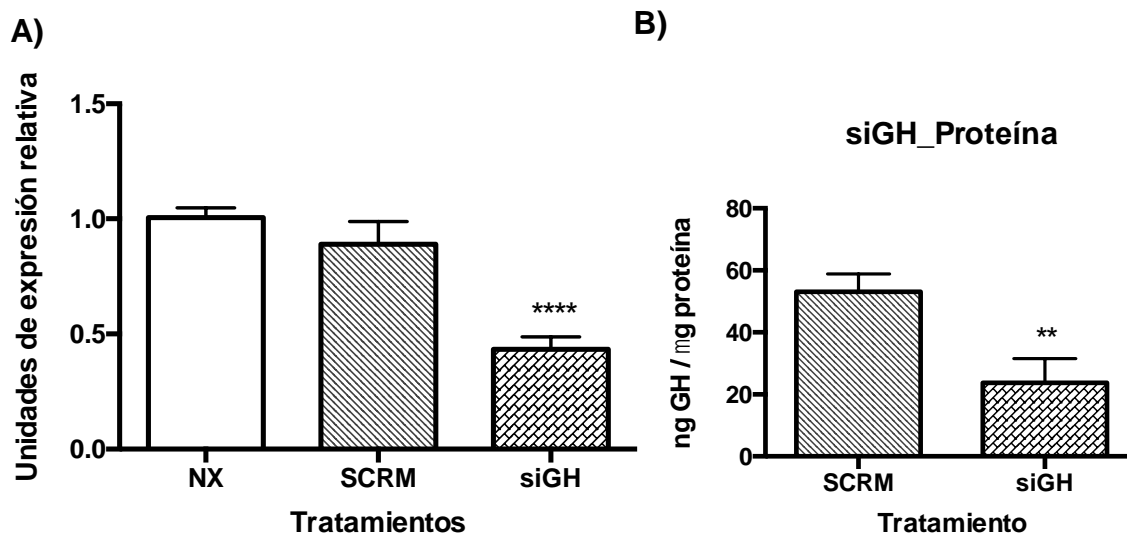 A)
Unidades de expresión relativa
1.5
1.0
0.5
0.0
****
NX SCRM siGH
Tratamientos
B)
siGH_Proteína
ng GH / mg proteína
80
60
40
20
0
**
SCRM siGH
Tratamiento